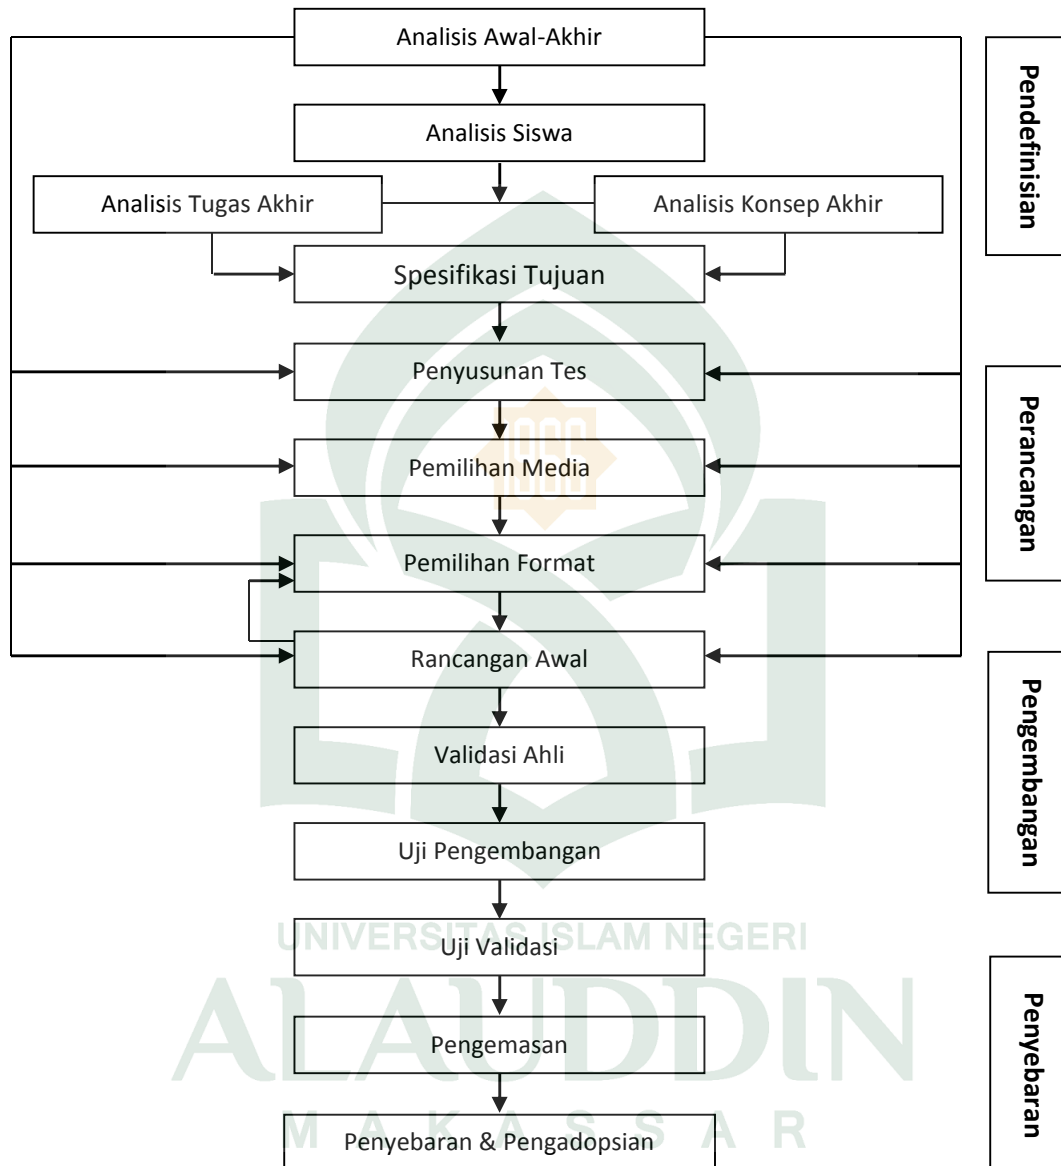 Analisis Awal-Akhir
Analisis Siswa
Analisis Tugas Akhir
Analisis Konsep Akhir
Spesifikasi Tujuan
Pendefinisian
Penyusunan Tes
Pemilihan Media
1965
Pemilihan Format
Perancangan
Rancangan Awal
Validasi Ahli
Uji Pengembangan
Pengembangan
UNIVERSITAS ISLAM NEGERI
Uji Validasi
ALAUDDIN
Pengemasan
MAKASSAR
Penyebaran & Pengadopsian
Penyebaran